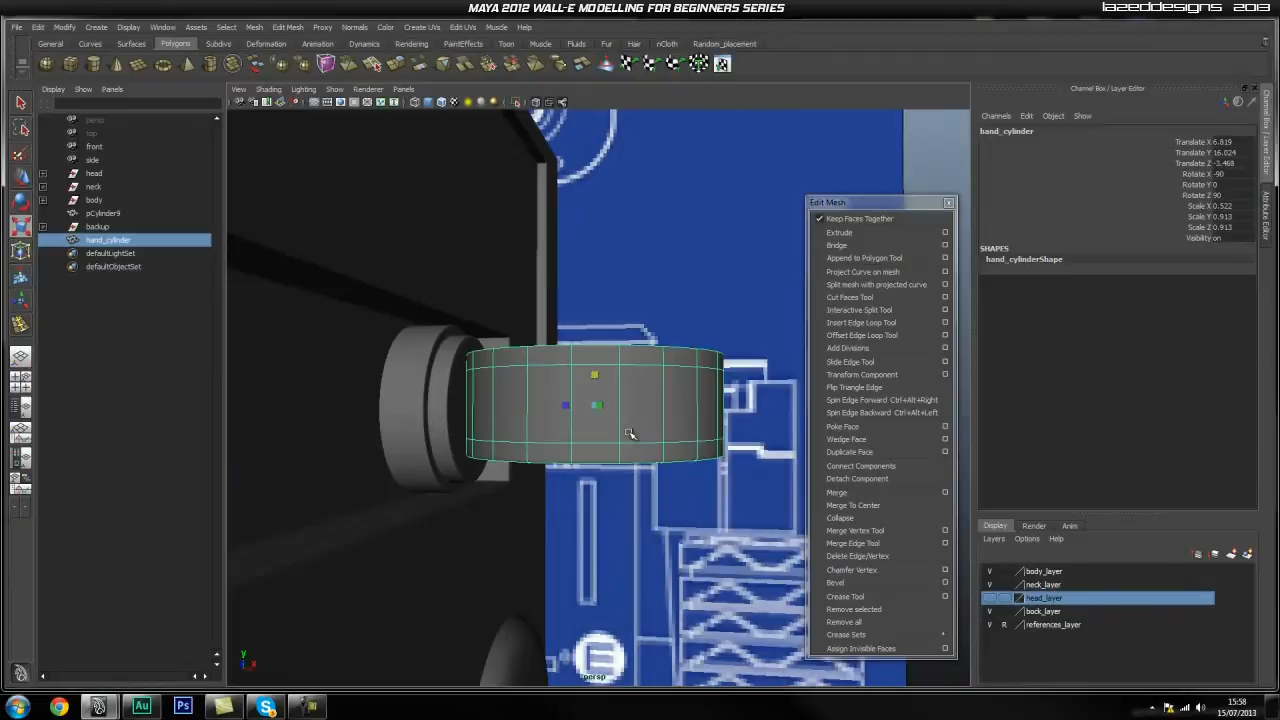 MAYA 2012 WALL-E MODELLING FOR BEGINNERS SERIES
LAZEDDESIGNS 2013
File Edit Modify Create Display Window Assets Select Mesh Edit Mesh Proxy Normals Color Create UVs Edit UVs Muscle Help
General Curves Surfaces Polygons Subdivs Deformation Animation Dynamics Rendering PaintEffects Toon Muscle Fluids Fur Hair nCloth Random_placement
Display Show Panels
View Shading Lighting Show Renderer Panels
Channel Box / Layer Editor
Channels Edit Object Show
persp
top
front
side
head
neck
body
pCylinder9
backup
hand_cylinder
defaultLightSet
defaultObjectSet
Edit Mesh
Keep Faces Together
Extrude
Bridge
Append to Polygon Tool
Project Curve on mesh
Split mesh with projected curve
Cut Faces Tool
Interactive Split Tool
Insert Edge Loop Tool
Offset Edge Loop Tool
Add Divisions
Slide Edge Tool
Transform Component
Flip Triangle Edge
Spin Edge Forward Ctrl+Alt+Right
Spin Edge Backward Ctrl+Alt+Left
Poke Face
Wedge Face
Duplicate Face
Connect Components
Detach Component
Merge
Merge To Center
Collapse
Merge Vertex Tool
Merge Edge Tool
Delete Edge/Vertex
Chamfer Vertex
Bevel
Crease Tool
Remove selected
Remove all
Crease Sets
Assign Invisible Faces
hand_cylinder
Translate X 6.819
Translate Y 16.024
Translate Z -3.468
Rotate X -90
Rotate Y 0
Rotate Z 90
Scale X 0.522
Scale Y 0.913
Scale Z 0.913
Visibility on
SHAPES
hand_cylinderShape
Channel Box / Layer Editor
Attribute Editor
Display Render Anim
Layers Options Help
V body_layer
V neck_layer
head_layer
V bock_layer
V R references_layer
y
z x
persp
Au Ps
15:58
15/07/2013